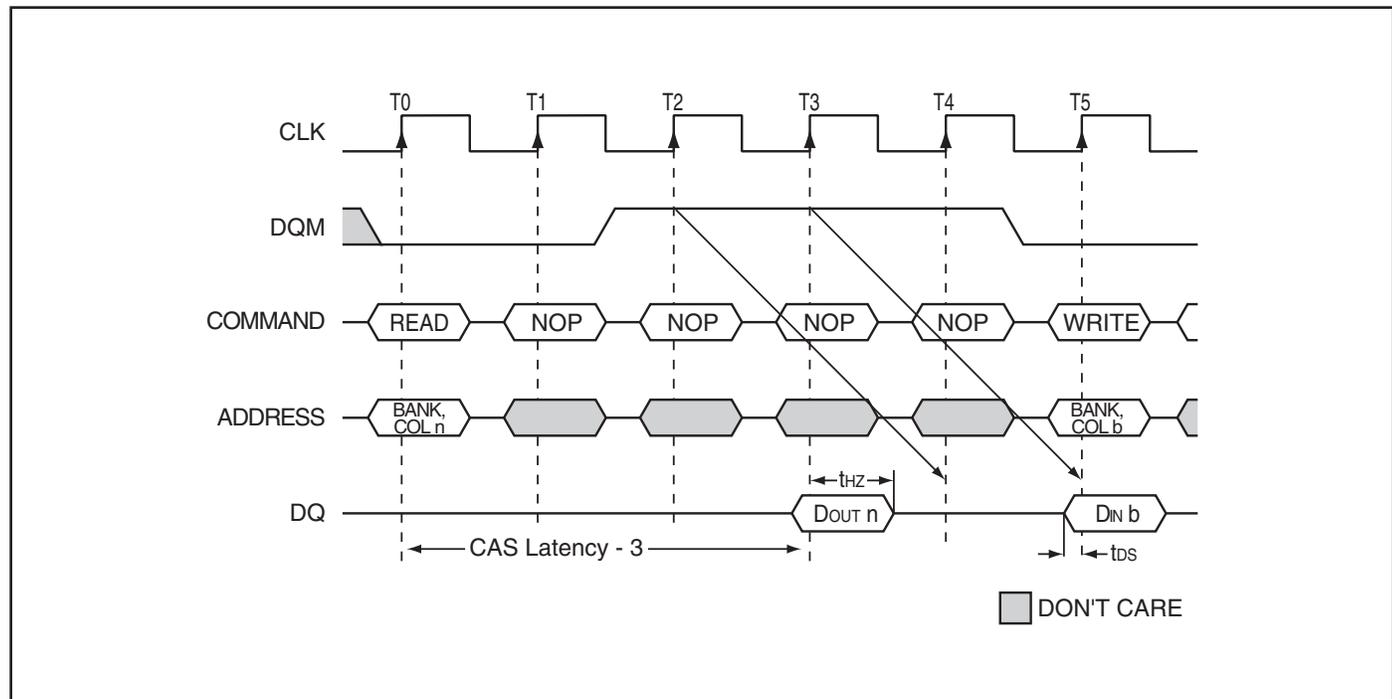 T0 T1 T2 T3 T4 T5
CLK
DQM
COMMAND READ NOP NOP NOP NOP WRITE
ADDRESS BANK, COL n BANK, COL b
tHZ
DQ DOUT n DIN b
CAS Latency - 3 tDS
DON'T CARE